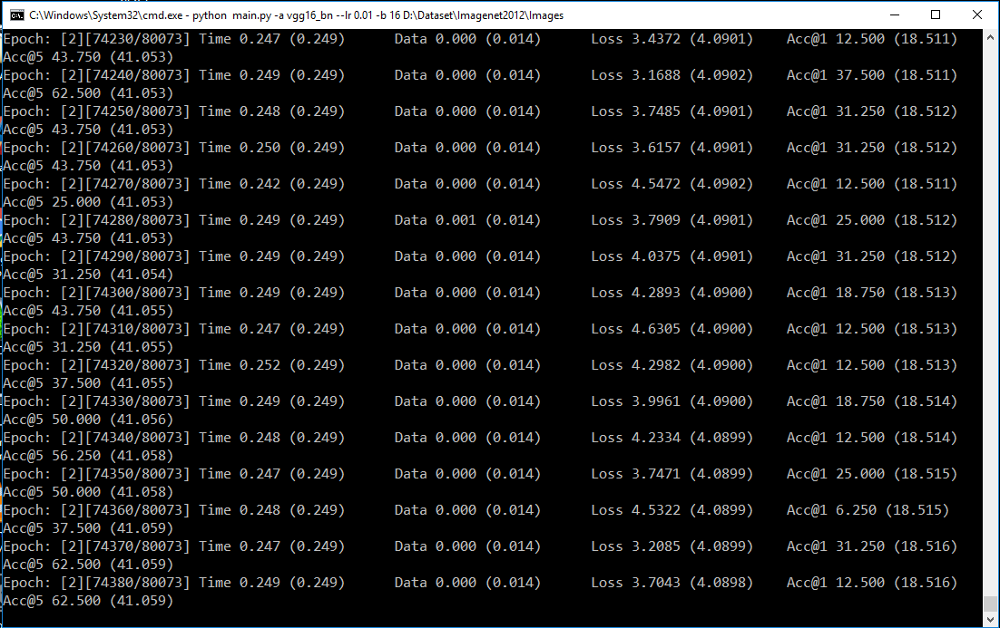 C:\Windows\System32\cmd.exe - python  main.py -a vgg16_bn --lr 0.01 -b 16 D:\Dataset\Imagenet2012\Images
Epoch: [2][74230/80073] Time 0.247 (0.249) Data 0.000 (0.014) Loss 3.4372 (4.0901) Acc@1 12.500 (18.511)
Acc@5 43.750 (41.053)
Epoch: [2][74240/80073] Time 0.249 (0.249) Data 0.000 (0.014) Loss 3.1688 (4.0902) Acc@1 37.500 (18.511)
Acc@5 62.500 (41.053)
Epoch: [2][74250/80073] Time 0.248 (0.249) Data 0.000 (0.014) Loss 3.7485 (4.0901) Acc@1 31.250 (18.512)
Acc@5 43.750 (41.053)
Epoch: [2][74260/80073] Time 0.250 (0.249) Data 0.000 (0.014) Loss 3.6157 (4.0901) Acc@1 31.250 (18.512)
Acc@5 43.750 (41.053)
Epoch: [2][74270/80073] Time 0.242 (0.249) Data 0.000 (0.014) Loss 4.5472 (4.0902) Acc@1 12.500 (18.511)
Acc@5 25.000 (41.053)
Epoch: [2][74280/80073] Time 0.249 (0.249) Data 0.001 (0.014) Loss 3.7909 (4.0901) Acc@1 25.000 (18.512)
Acc@5 43.750 (41.053)
Epoch: [2][74290/80073] Time 0.249 (0.249) Data 0.000 (0.014) Loss 4.0375 (4.0901) Acc@1 31.250 (18.512)
Acc@5 31.250 (41.054)
Epoch: [2][74300/80073] Time 0.249 (0.249) Data 0.000 (0.014) Loss 4.2893 (4.0900) Acc@1 18.750 (18.513)
Acc@5 43.750 (41.055)
Epoch: [2][74310/80073] Time 0.247 (0.249) Data 0.000 (0.014) Loss 4.6305 (4.0900) Acc@1 12.500 (18.513)
Acc@5 31.250 (41.055)
Epoch: [2][74320/80073] Time 0.252 (0.249) Data 0.000 (0.014) Loss 4.2982 (4.0900) Acc@1 12.500 (18.513)
Acc@5 37.500 (41.055)
Epoch: [2][74330/80073] Time 0.249 (0.249) Data 0.000 (0.014) Loss 3.9961 (4.0900) Acc@1 18.750 (18.514)
Acc@5 50.000 (41.056)
Epoch: [2][74340/80073] Time 0.248 (0.249) Data 0.000 (0.014) Loss 4.2334 (4.0899) Acc@1 12.500 (18.514)
Acc@5 56.250 (41.058)
Epoch: [2][74350/80073] Time 0.247 (0.249) Data 0.000 (0.014) Loss 3.7471 (4.0899) Acc@1 25.000 (18.515)
Acc@5 50.000 (41.058)
Epoch: [2][74360/80073] Time 0.248 (0.249) Data 0.000 (0.014) Loss 4.5322 (4.0899) Acc@1 6.250 (18.515)
Acc@5 37.500 (41.059)
Epoch: [2][74370/80073] Time 0.247 (0.249) Data 0.000 (0.014) Loss 3.2085 (4.0899) Acc@1 31.250 (18.516)
Acc@5 62.500 (41.059)
Epoch: [2][74380/80073] Time 0.249 (0.249) Data 0.000 (0.014) Loss 3.7043 (4.0898) Acc@1 12.500 (18.516)
Acc@5 62.500 (41.059)